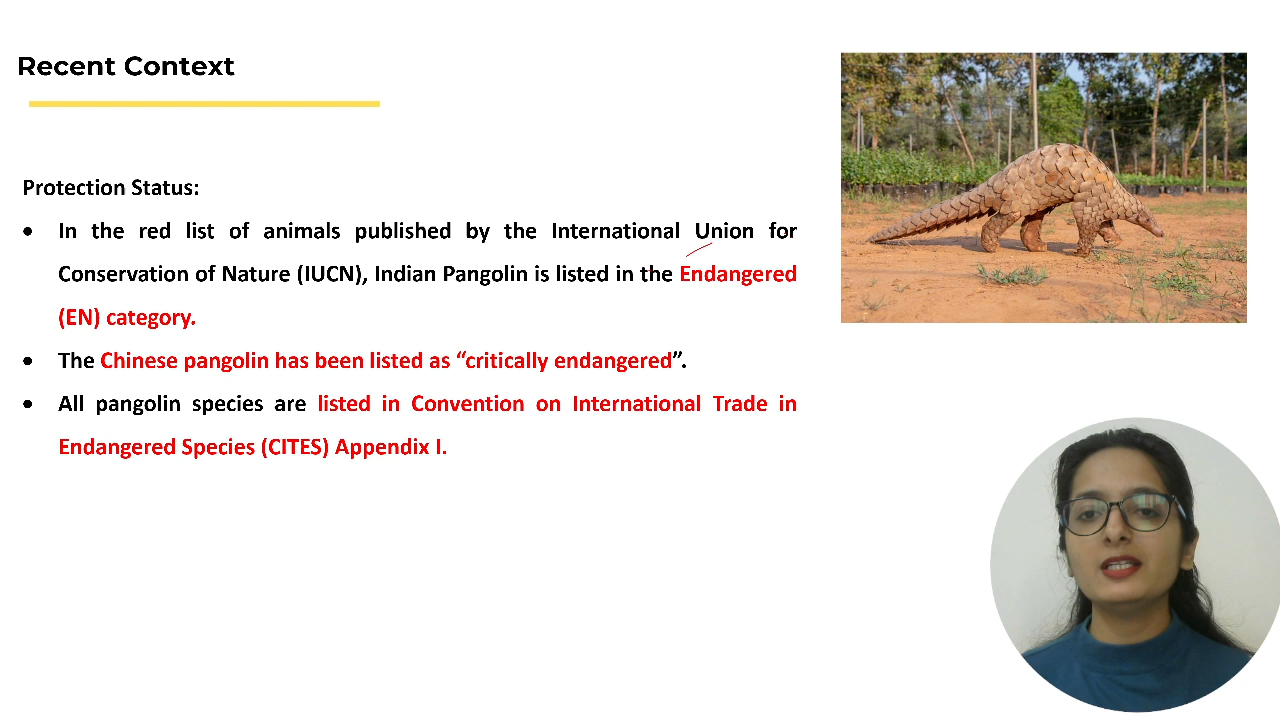 Recent Context
Protection Status:
• In the red list of animals published by the International Union for
Conservation of Nature (IUCN), Indian Pangolin is listed in the Endangered
(EN) category.
• The Chinese pangolin has been listed as “critically endangered”.
• All pangolin species are listed in Convention on International Trade in
Endangered Species (CITES) Appendix I.